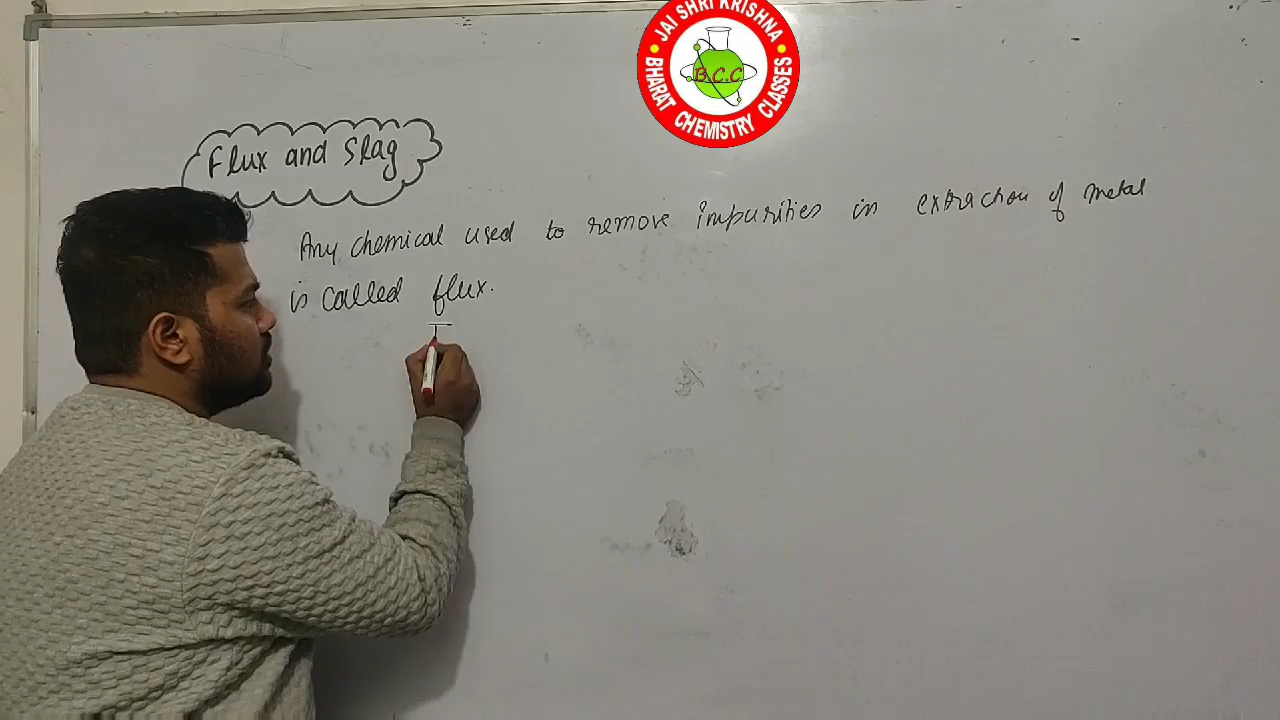 JAI SHRI KRISHNA
B.C.C
BHARAT CHEMISTRY CLASSES
Flux and Slag
Any chemical used to remove impurities in extraction of metal
is called flux.